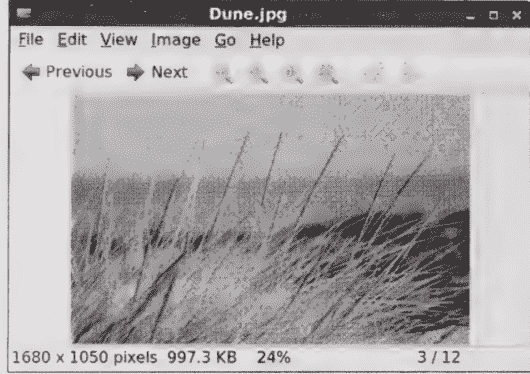 Dune.jpg
File Edit View Image Go Help
Previous Next
1680 x 1050 pixels 997.3 KB 24% 3 / 12